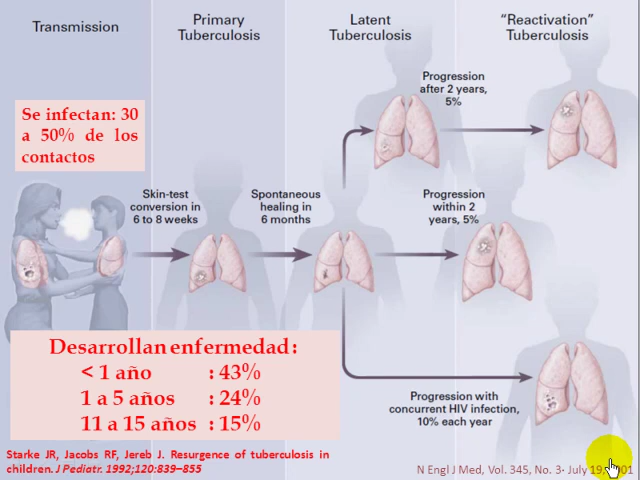 Transmission
Primary
Tuberculosis
Latent
Tuberculosis
“Reactivation”
Tuberculosis
Progression
after 2 years,
5%
Se infectan: 30
a 50% de los
contactos
Skin-test
conversion in
6 to 8 weeks
Spontaneous
healing in
6 months
Progression
within 2
years, 5%
Desarrollan enfermedad :
< 1 año : 43%
1 a 5 años : 24%
11 a 15 años : 15%
Progression with
concurrent HIV infection,
10% each year
Starke JR, Jacobs RF, Jereb J. Resurgence of tuberculosis in
children. J Pediatr. 1992;120:839–855
N Engl J Med, Vol. 345, No. 3· July 19,